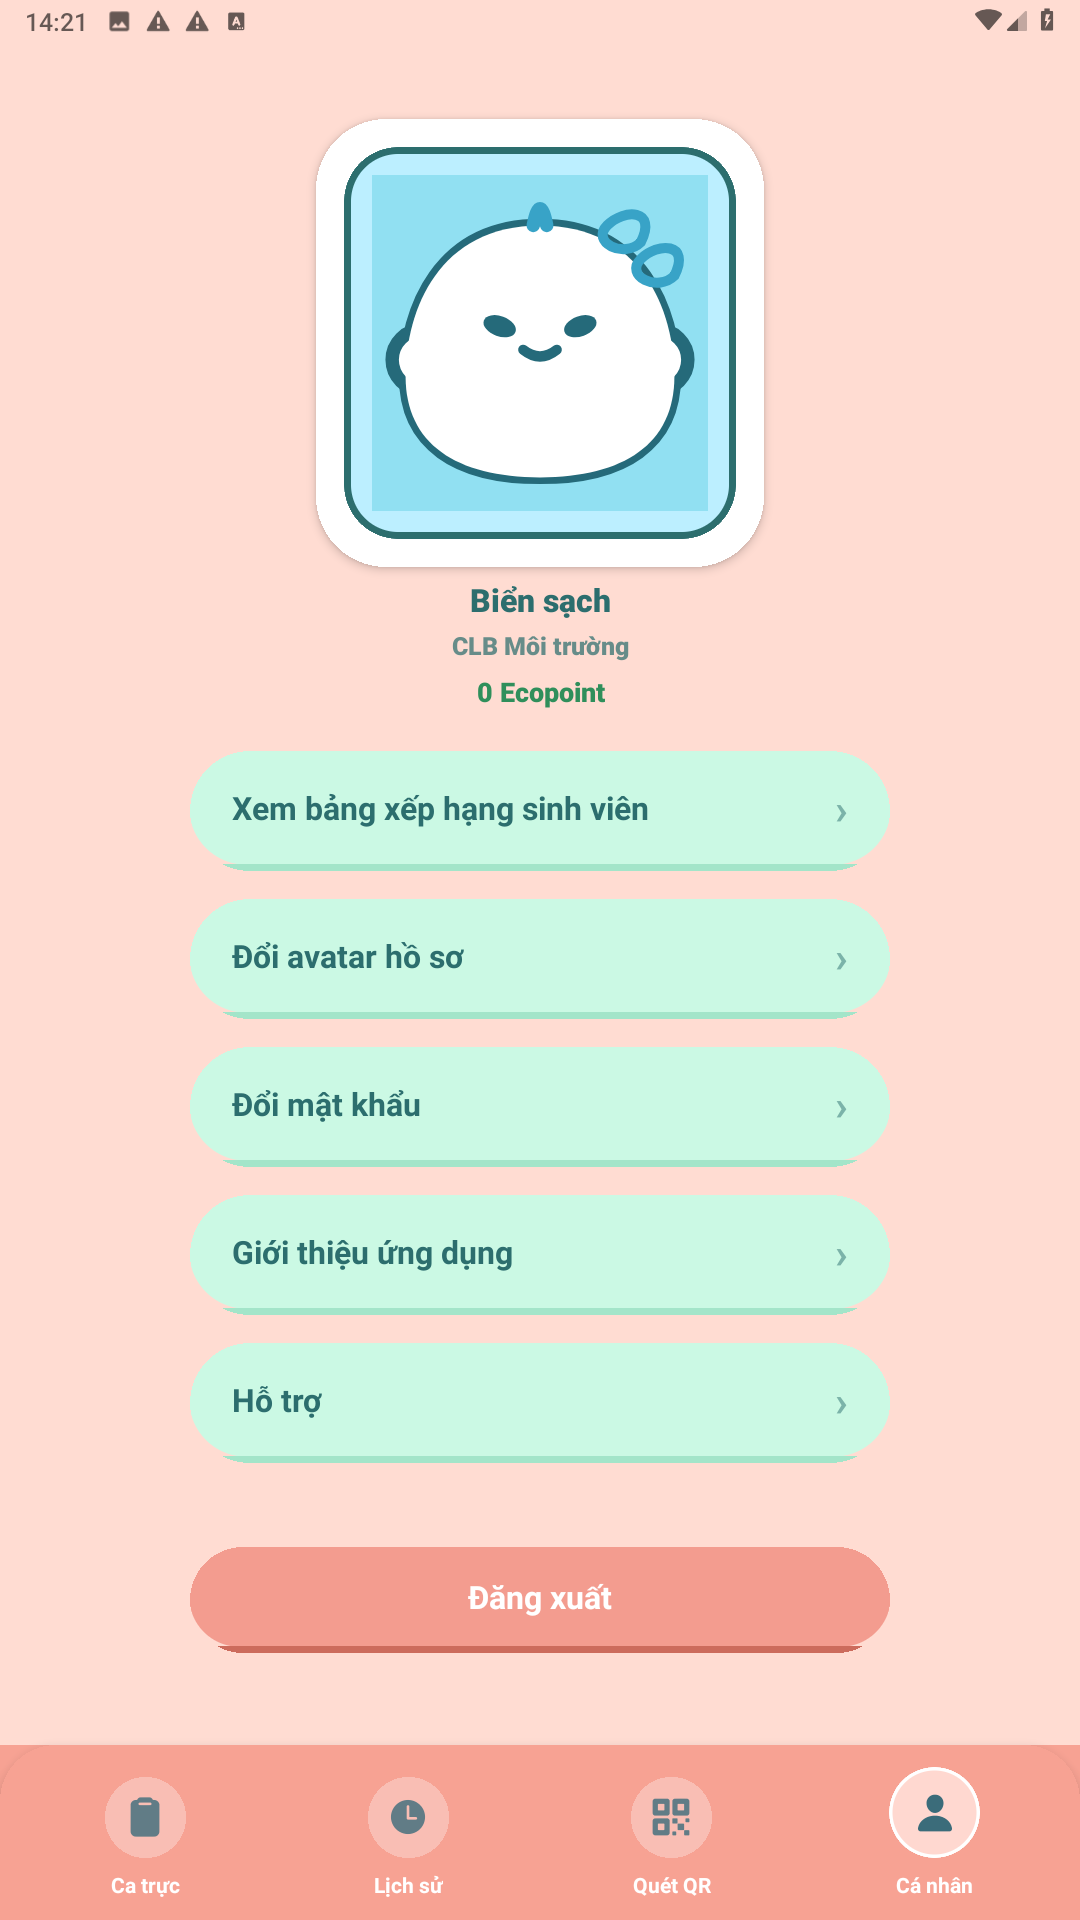 14:21
Biển sạch
CLB Môi trường
0 Ecopoint
Xem bảng xếp hạng sinh viên
Đổi avatar hồ sơ
Đổi mật khẩu
Giới thiệu ứng dụng
Hỗ trợ
Đăng xuất
Ca trực
Lịch sử
Quét QR
Cá nhân